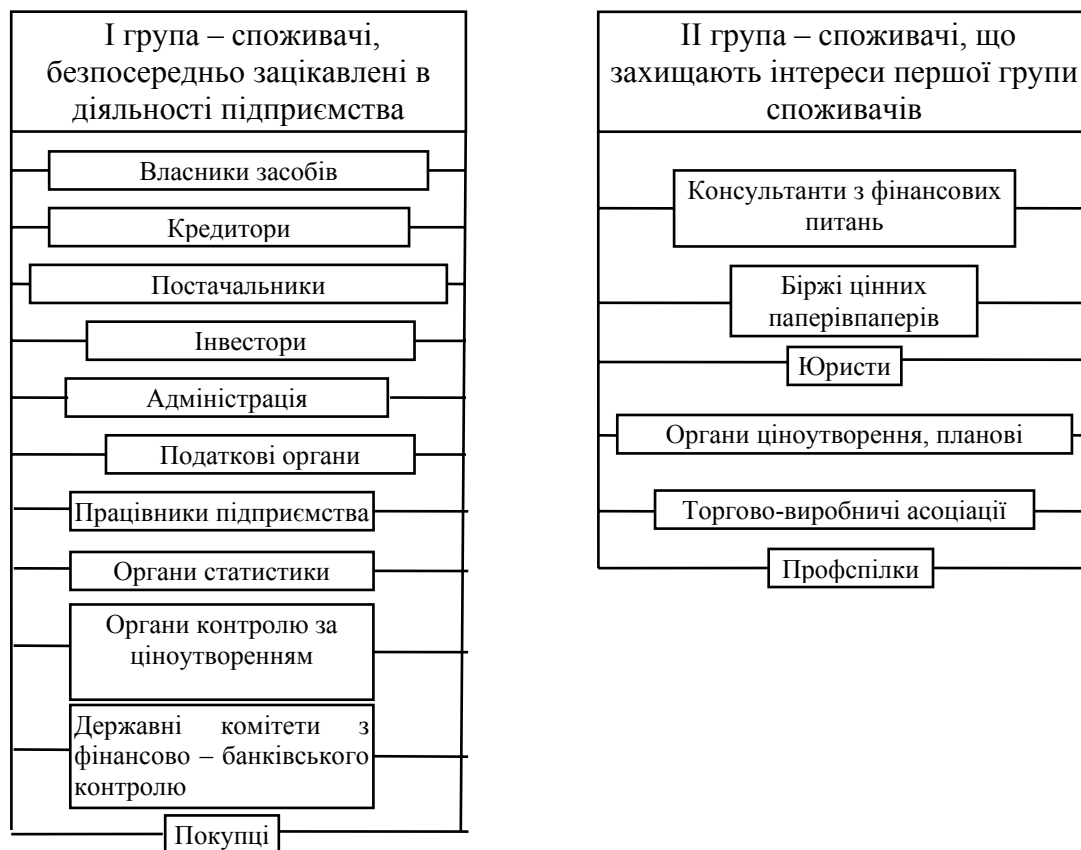 І група – споживачі,
безпосередньо зацікавлені в
діяльності підприємства
Власники засобів
Кредитори
Постачальники
Інвестори
Адміністрація
Податкові органи
Працівники підприємства
Органи статистики
Органи контролю за
ціноутворенням
Державні комітети з
фінансово – банківського
контролю
Покупці
ІІ група – споживачі, що
захищають інтереси першої групи
споживачів
Консультанти з фінансових
питань
Біржі цінних
паперівпаперів
Юристи
Органи ціноутворення, планові
Торгово-виробничі асоціації
Профспілки